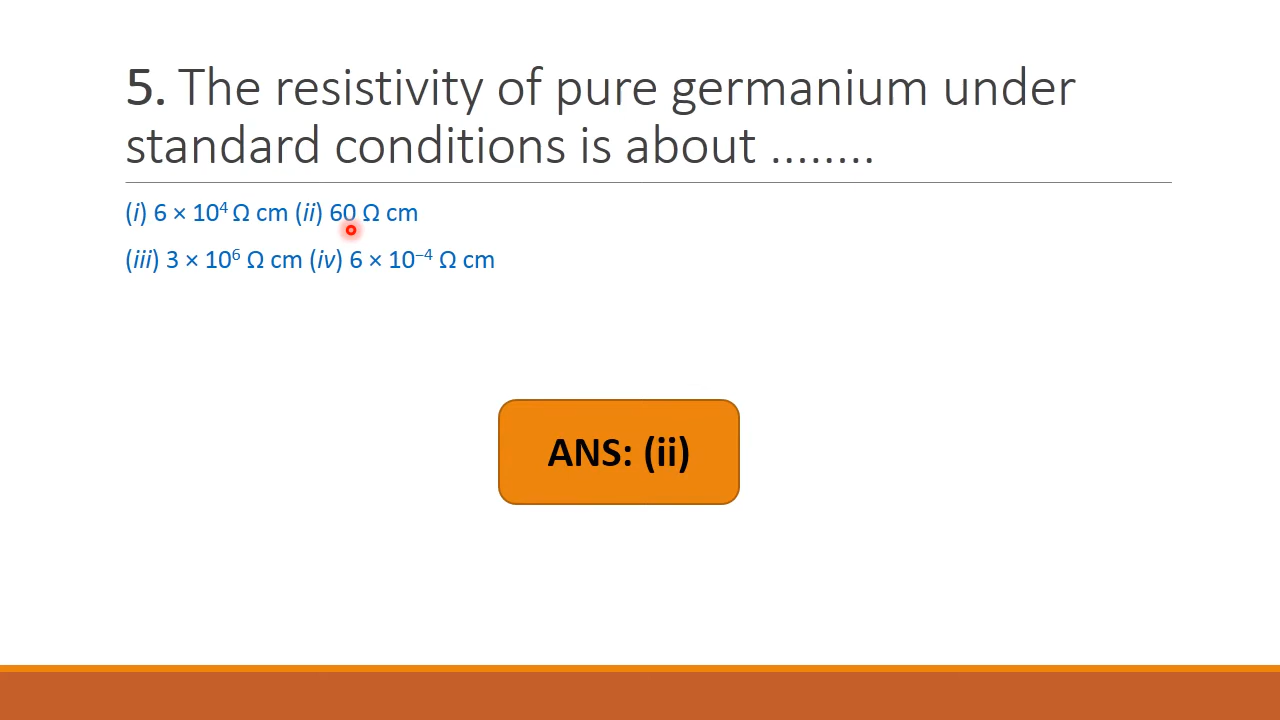 5. The resistivity of pure germanium under
standard conditions is about ........
(i) 6 × 10⁴ Ω cm (ii) 60 Ω cm
(iii) 3 × 10⁶ Ω cm (iv) 6 × 10⁻⁴ Ω cm
ANS: (ii)